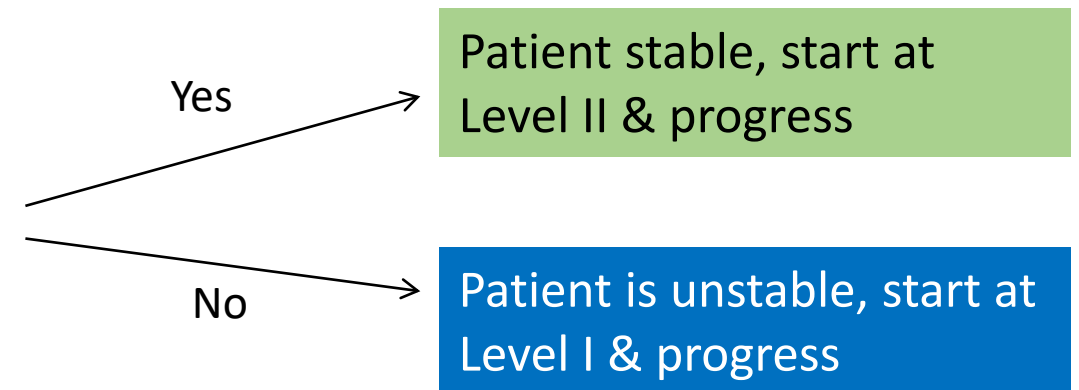 Yes
Patient stable, start at
Level II & progress
No
Patient is unstable, start at
Level I & progress